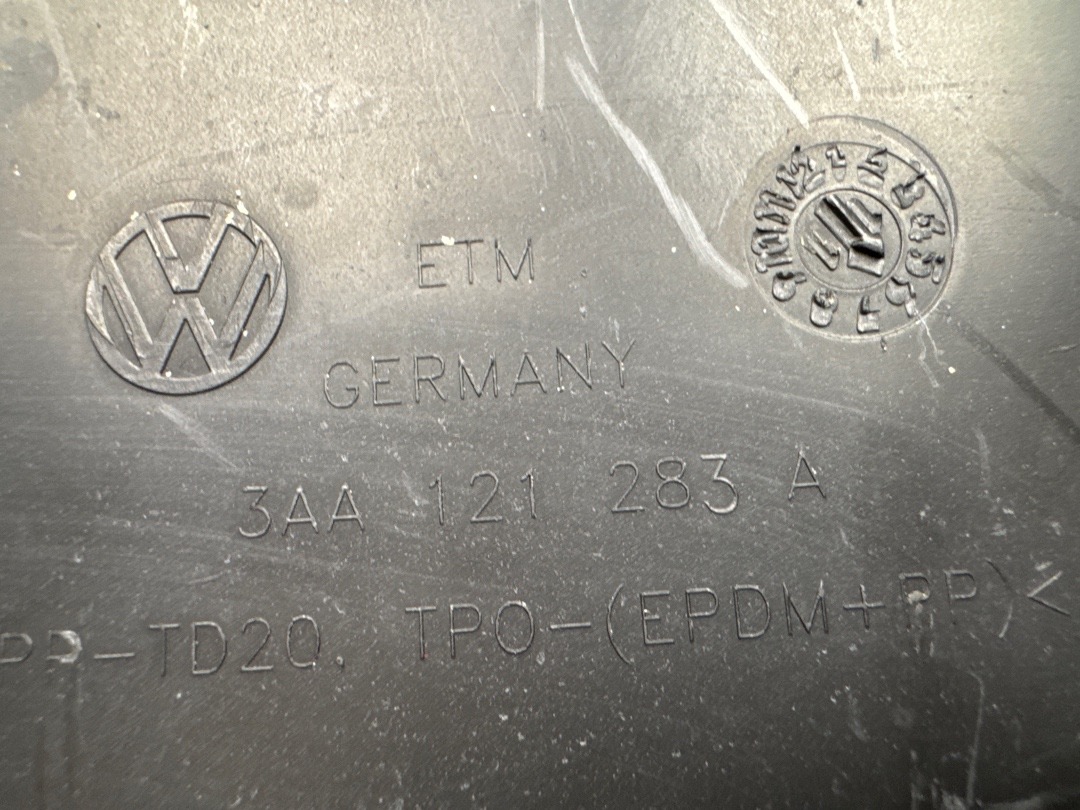 ETM
GERMANY
3AA 121 283 A
PP-TD20. TPO-(EPDM+PP)<